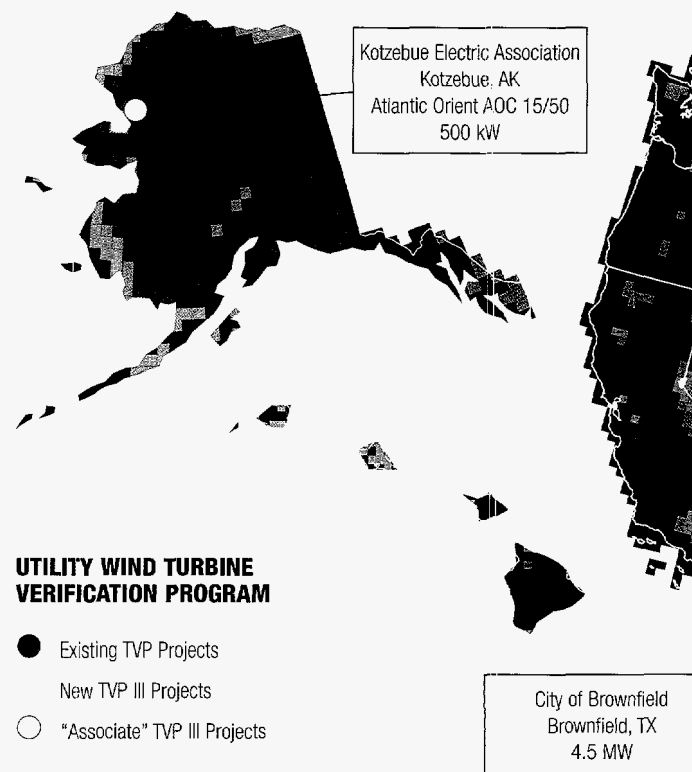 Kotzebue Electric Association
Kotzebue, AK
Atlantic Orient AOC 15/50
500 kW
UTILITY WIND TURBINE
VERIFICATION PROGRAM
Existing TVP Projects
New TVP III Projects
"Associate" TVP III Projects
City of Brownfield
Brownfield, TX
4.5 MW